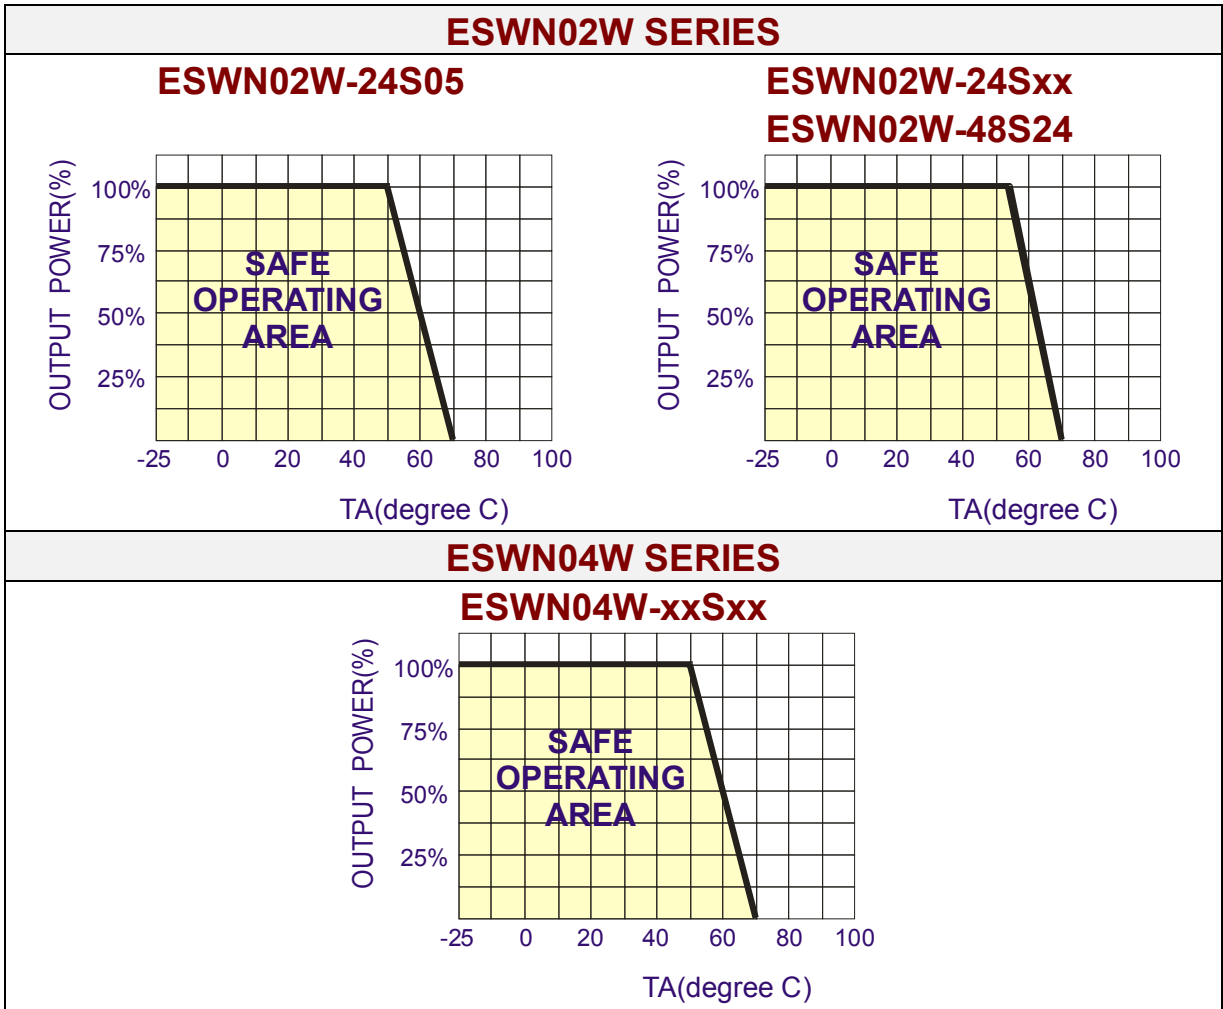 ESWN02W SERIES
ESWN02W-24S05
OUTPUT POWER(%)
100%
75%
50%
25%
SAFE
OPERATING
AREA
-25 0 20 40 60 80 100
TA(degree C)
ESWN02W-24Sxx
ESWN02W-48S24
OUTPUT POWER(%)
100%
75%
50%
25%
SAFE
OPERATING
AREA
-25 0 20 40 60 80 100
TA(degree C)
ESWN04W SERIES
ESWN04W-xxSxx
OUTPUT POWER(%)
100%
75%
50%
25%
SAFE
OPERATING
AREA
-25 0 20 40 60 80 100
TA(degree C)